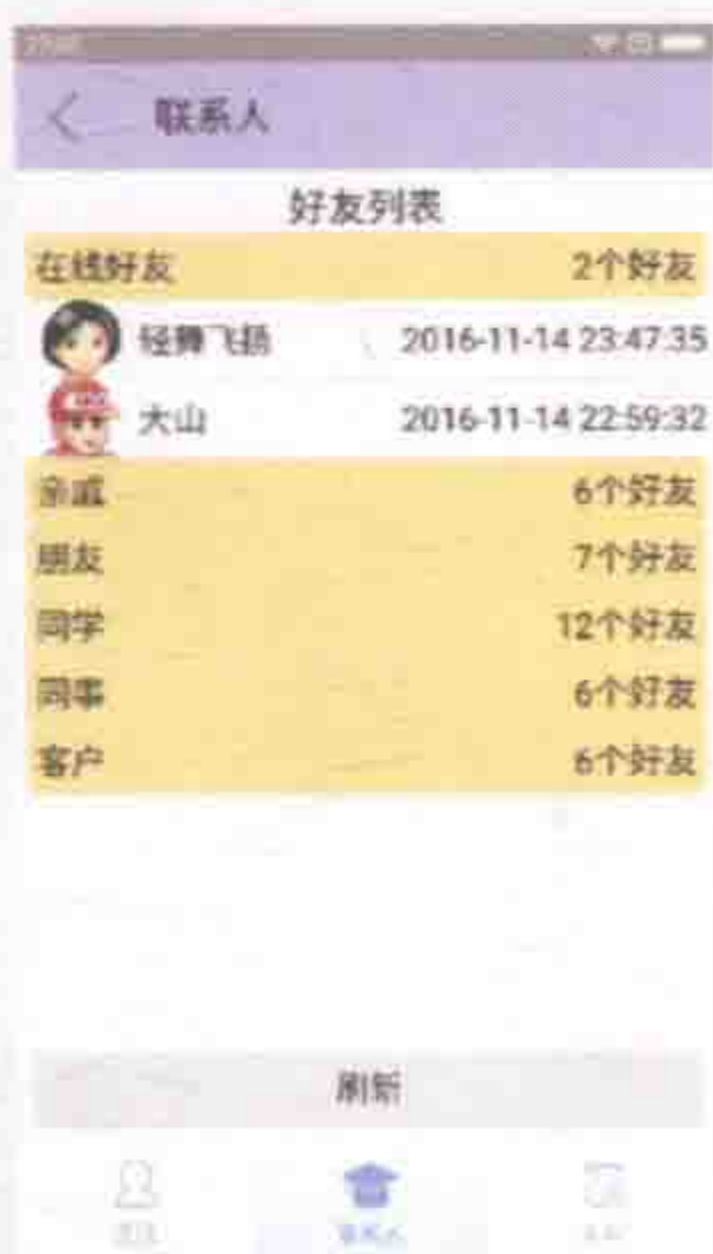 联系人
好友列表
在线好友 2个好友
轻舞飞扬 2016-11-14 23:47:35
大山 2016-11-14 22:59:32
亲戚 6个好友
朋友 7个好友
同学 12个好友
同事 6个好友
客户 6个好友
刷新
联系人